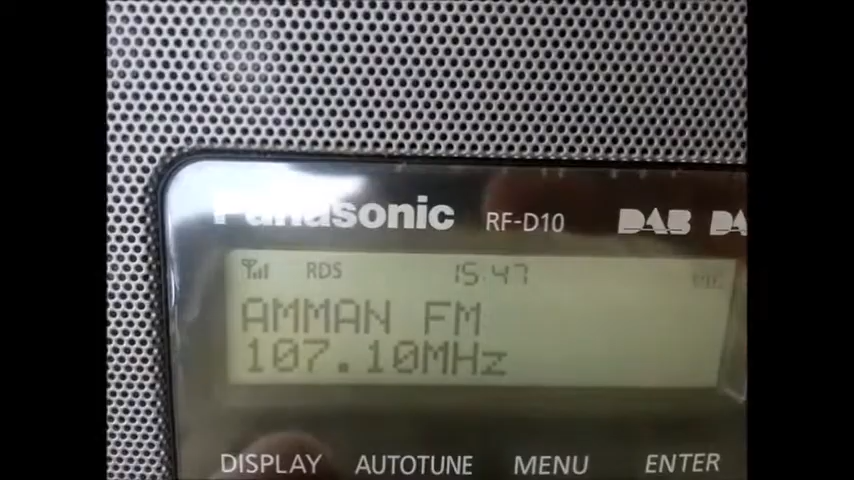 Panasonic RF-D10 DAB
RDS 15:47
AMMAN FM
107.10MHz
DISPLAY AUTOTUNE MENU ENTER